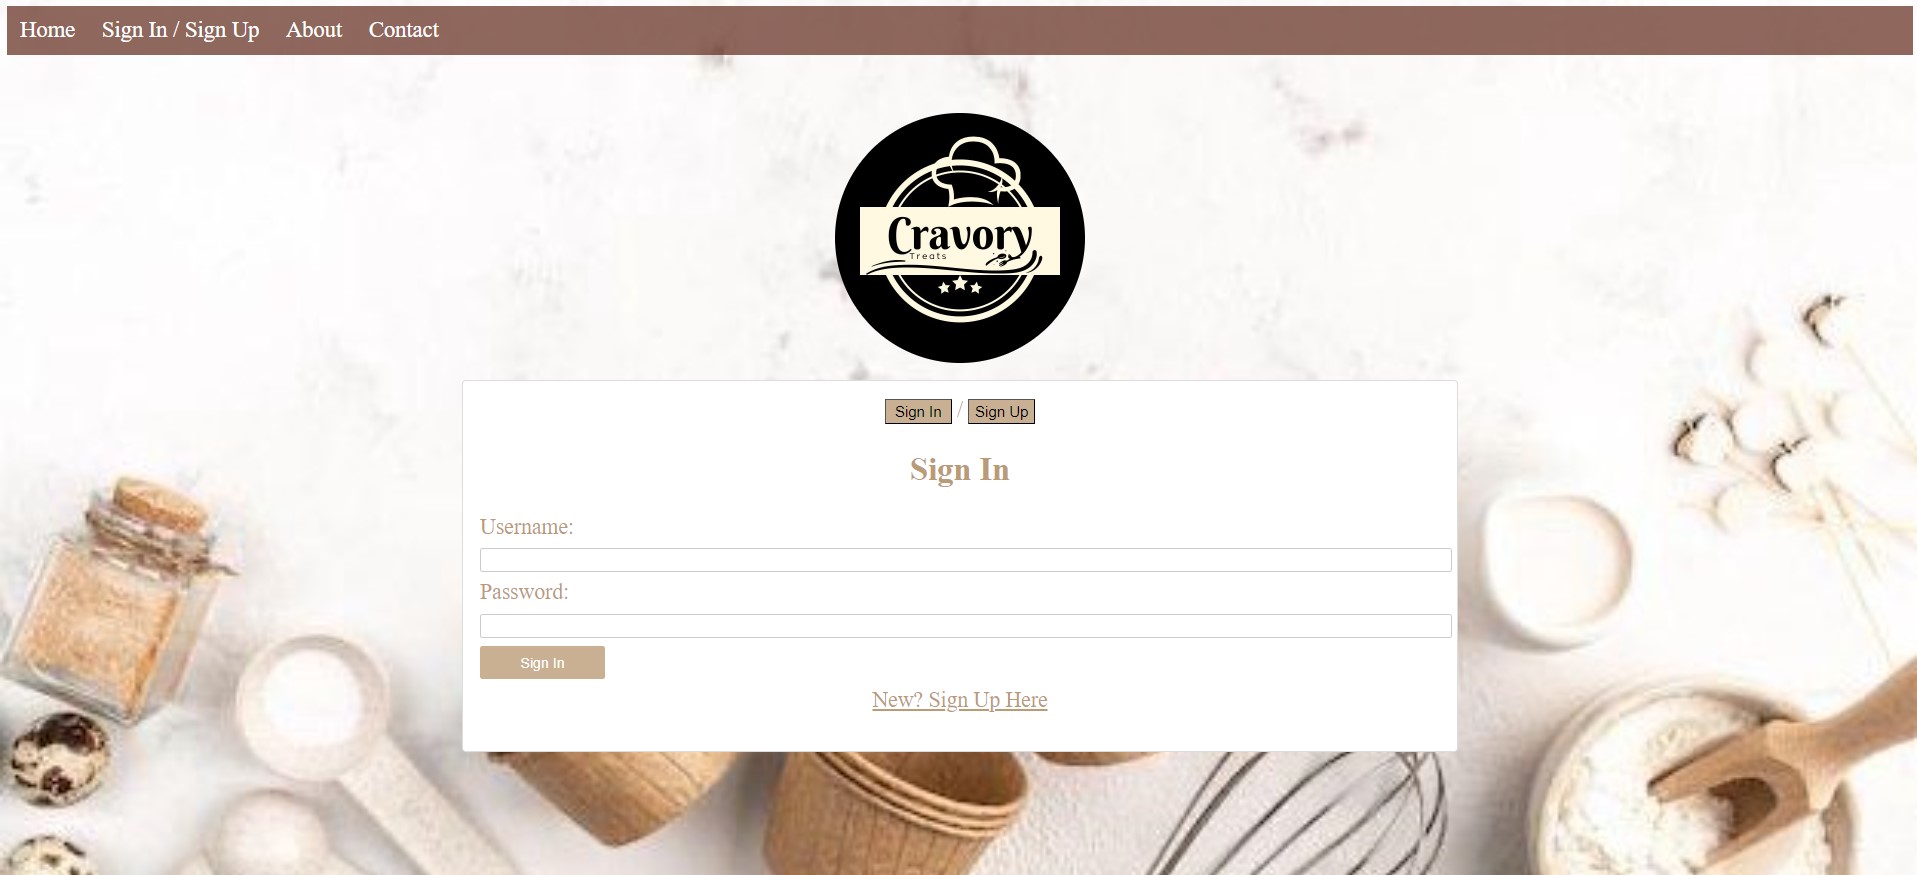 Home Sign In / Sign Up About Contact
Cravory
Treats
Sign In / Sign Up
Sign In
Username:
Password:
Sign In
New? Sign Up Here